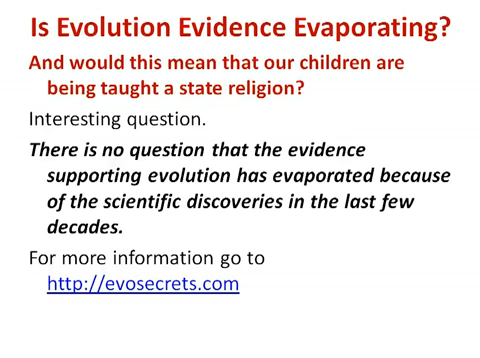 Is Evolution Evidence Evaporating?
And would this mean that our children are
being taught a state religion?
Interesting question.
There is no question that the evidence
supporting evolution has evaporated because
of the scientific discoveries in the last few
decades.
For more information go to
http://evosecrets.com